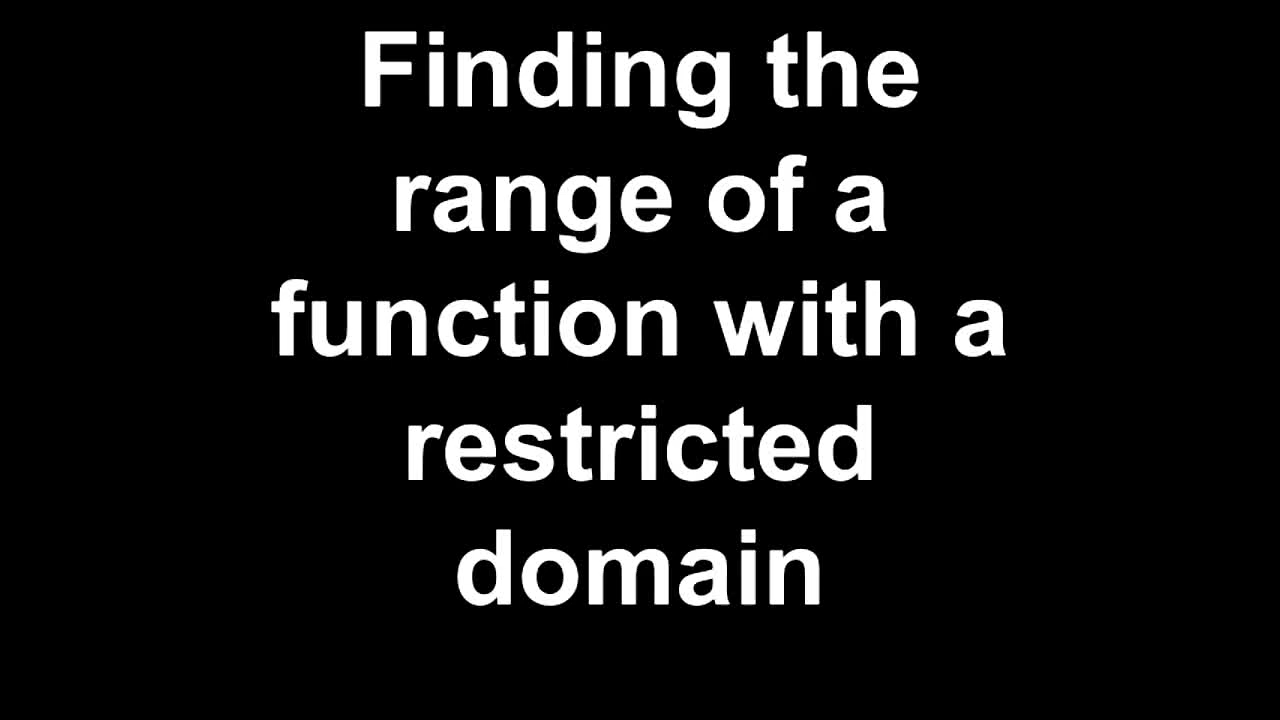 Finding the
range of a
function with a
restricted
domain